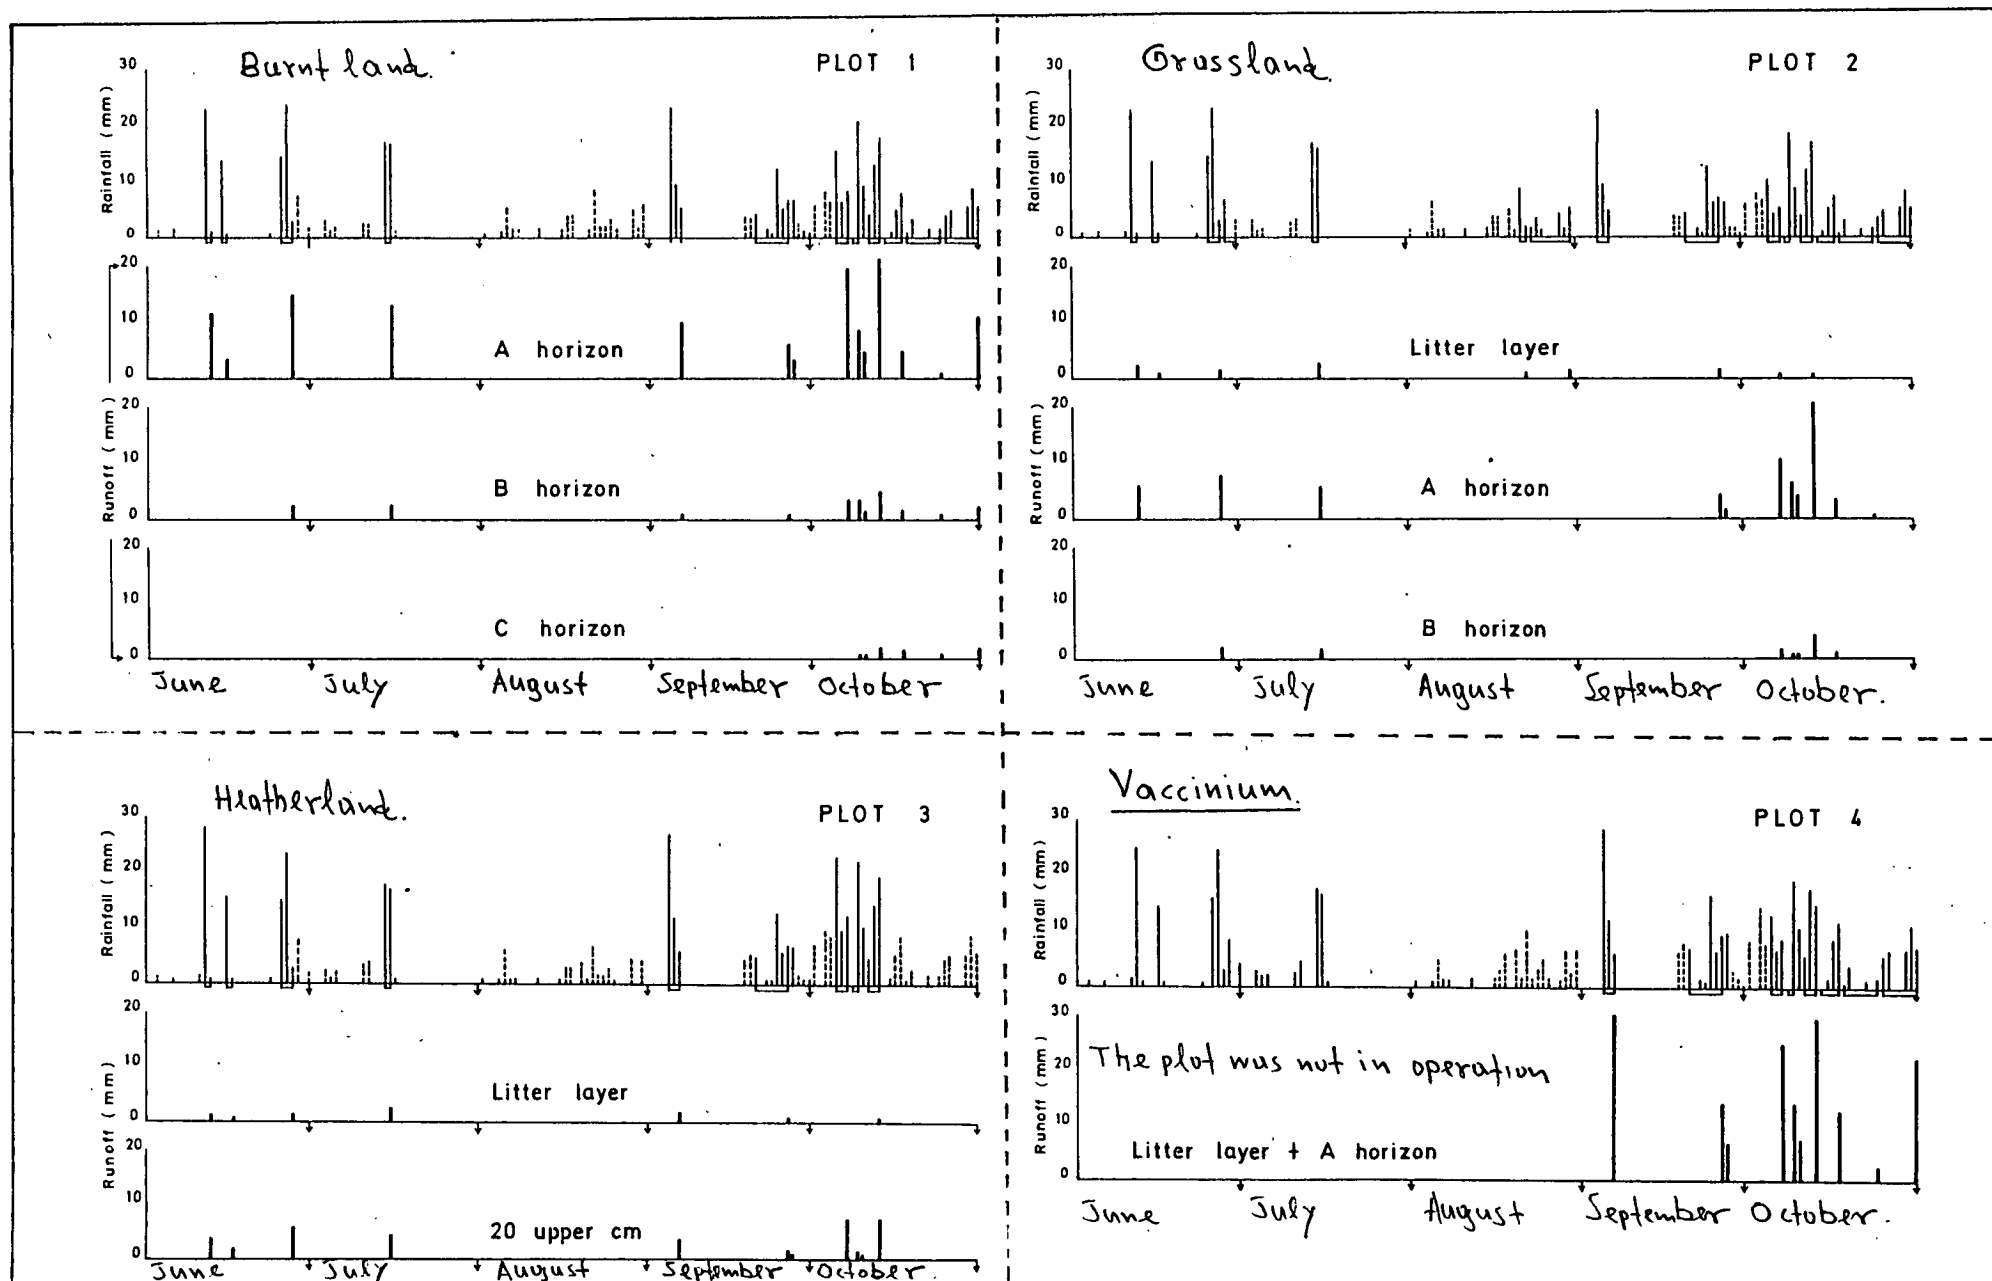 Burnt land. PLOT 1
30
20
10
0
Rainfall (mm)
20
10
0
A horizon
20
10
0
Runoff (mm)
B horizon
20
10
0
C horizon
June July August September October
Grassland. PLOT 2
30
20
10
0
Rainfall (mm)
20
10
0
Litter layer
20
10
0
Runoff (mm)
A horizon
20
10
0
B horizon
June July August September October.
Heatherland. PLOT 3
30
20
10
0
Rainfall (mm)
20
10
0
Litter layer
Runoff (mm)
20
10
0
20 upper cm
June July August September October.
Vaccinium. PLOT 4
30
20
10
0
Rainfall (mm)
30
20
10
0
Runoff (mm)
The plot was not in operation
Litter layer + A horizon
June July August September October.